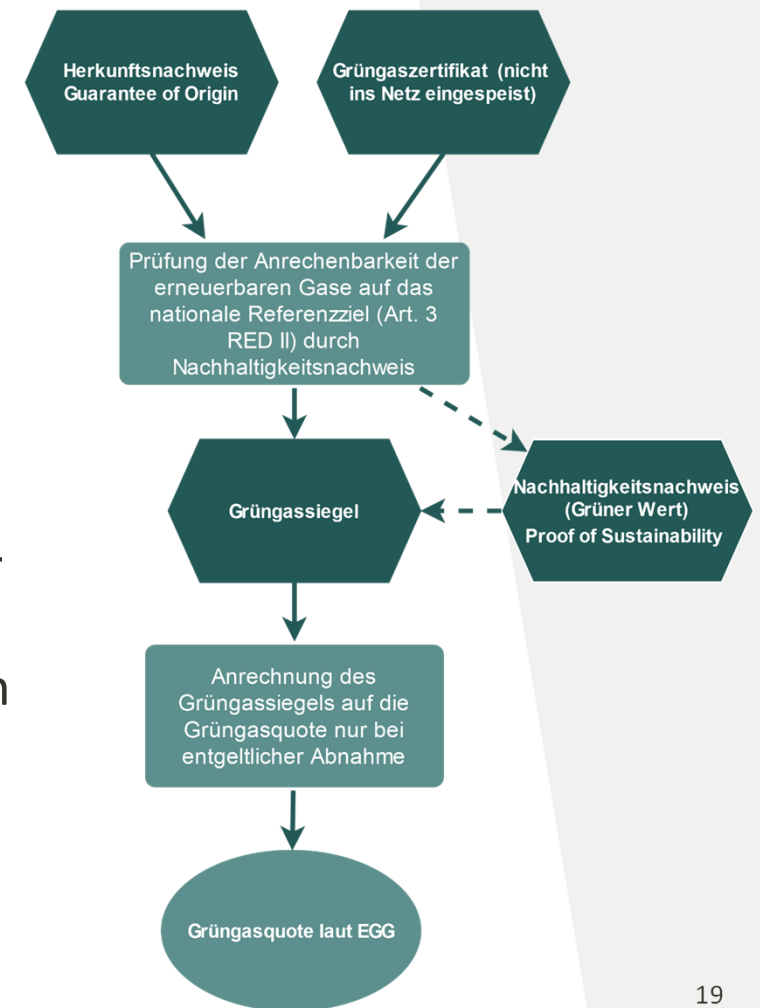 Herkunftsnachweis
Guarantee of Origin
Grüngaszertifikat (nicht
ins Netz eingespeist)
Prüfung der Anrechenbarkeit der
erneuerbaren Gase auf das
nationale Referenzziel (Art. 3
RED II) durch
Nachhaltigkeitsnachweis
Grüngassiegel
Nachhaltigkeitsnachweis
(Grüner Wert)
Proof of Sustainability
Anrechnung des
Grüngassiegels auf die
Grüngasquote nur bei
entgeltlicher Abnahme
Grüngasquote laut EGG
19